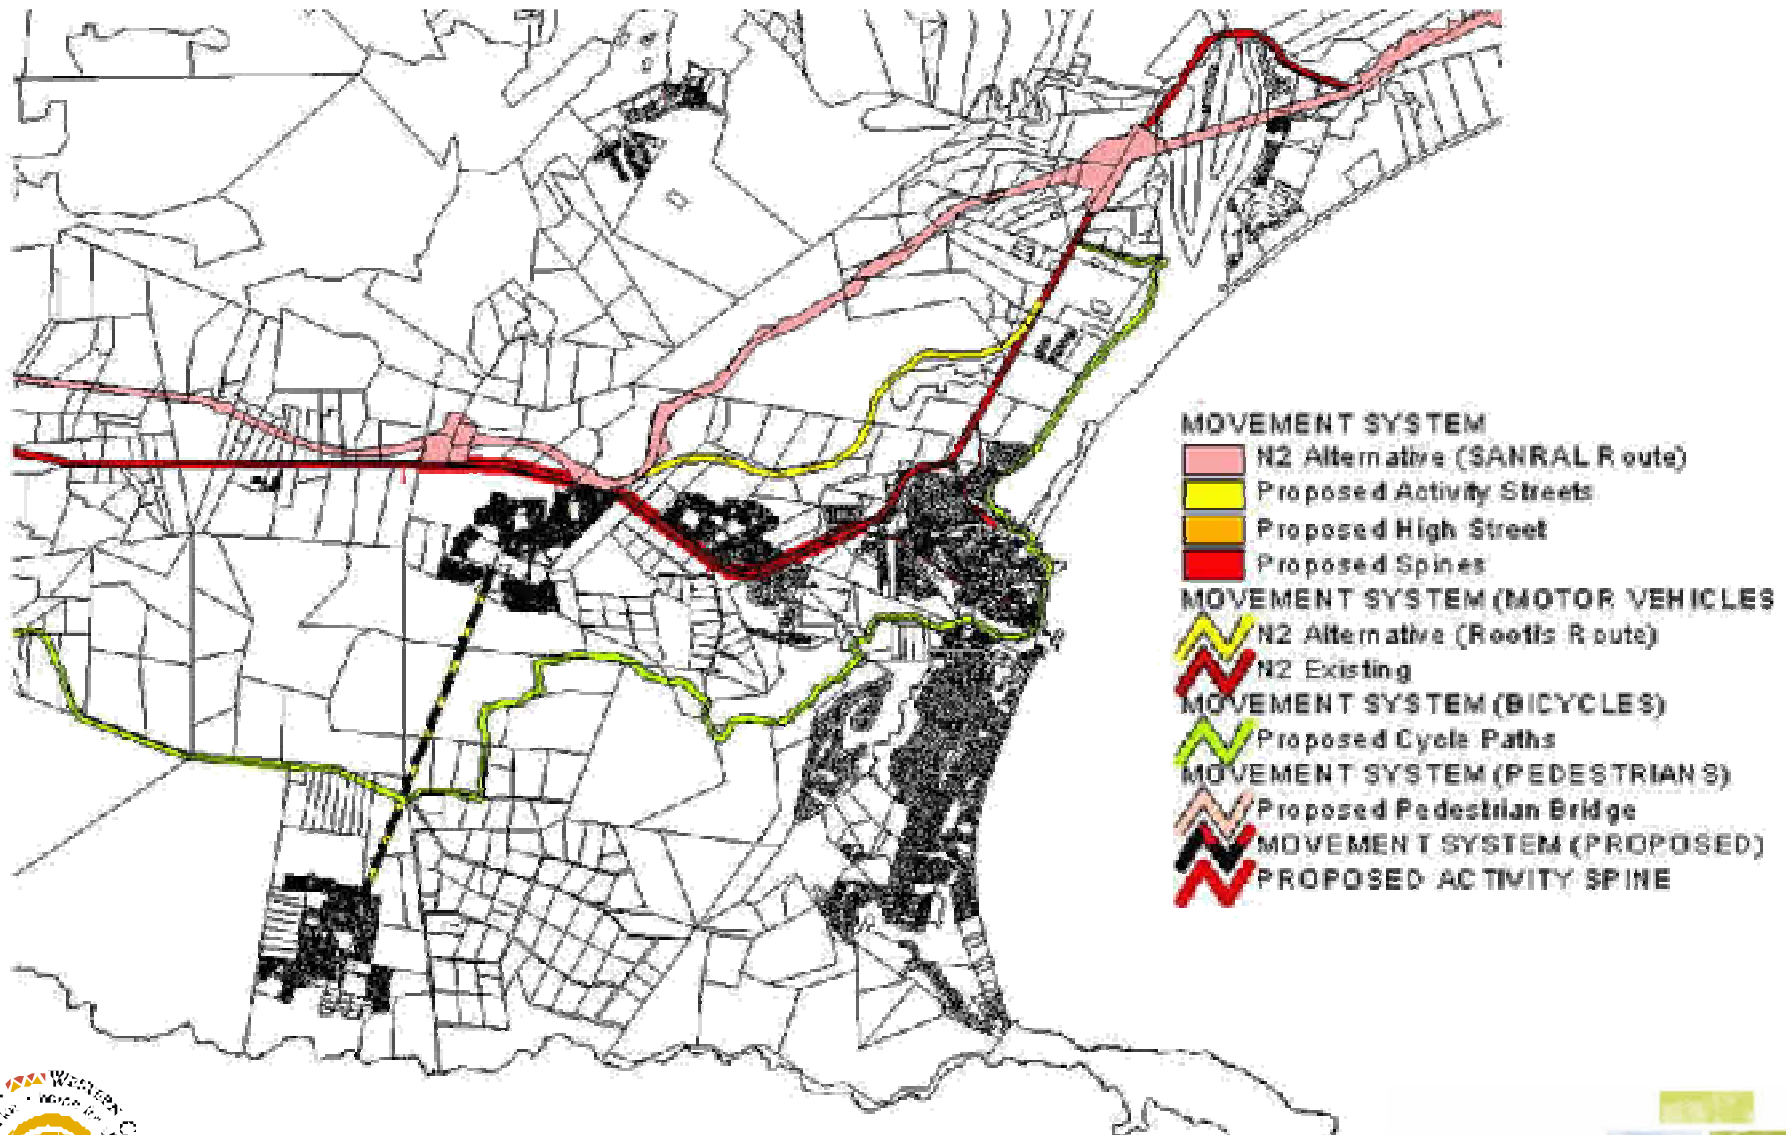 MOVEMENT SYSTEM
N2 Alternative (SANRAL Route)
Proposed Activity Streets
Proposed High Street
Proposed Spines
MOVEMENT SYSTEM (MOTOR VEHICLES
N2 Alternative (Rootfs Route)
N2 Existing
MOVEMENT SYSTEM (BICYCLES)
Proposed Cycle Paths
MOVEMENT SYSTEM (PEDESTRIANS)
Proposed Pedestrian Bridge
MOVEMENT SYSTEM (PROPOSED)
PROPOSED ACTIVITY SPINE
WESTERN C